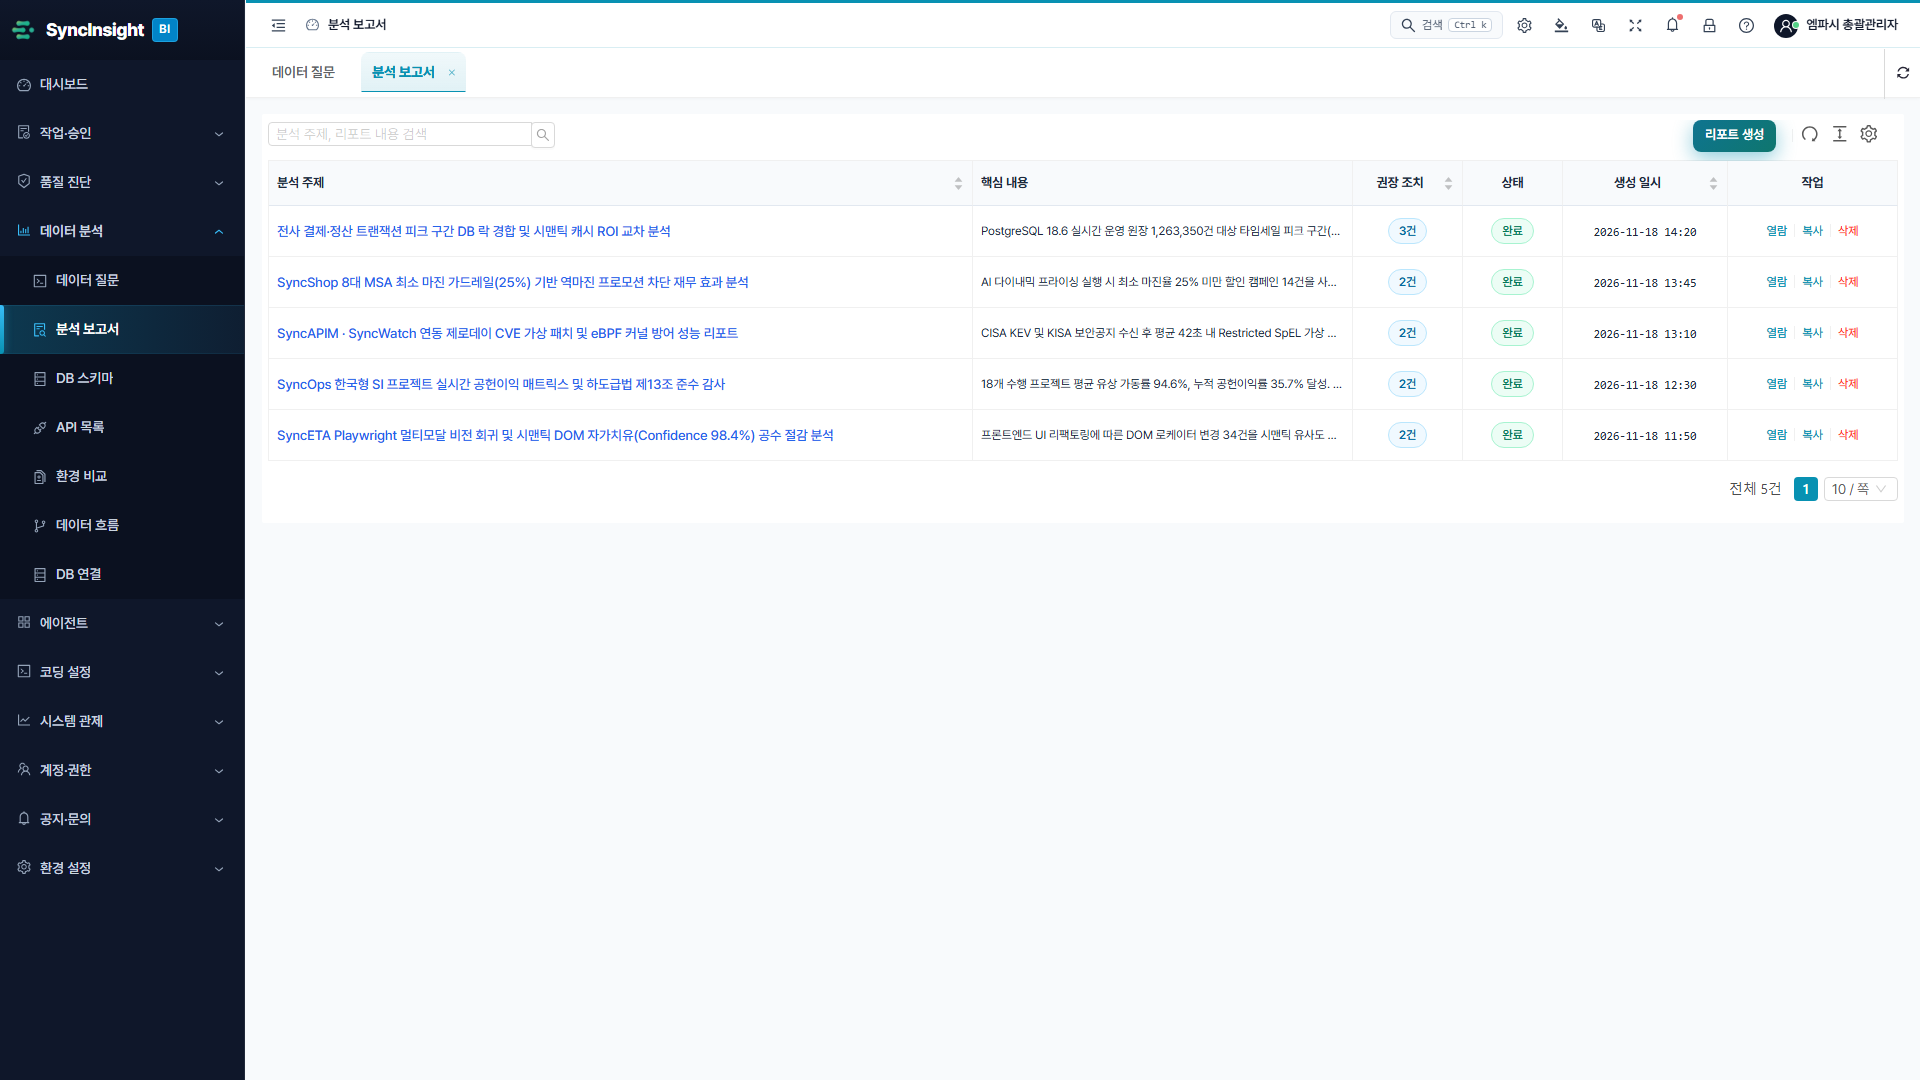 SyncInsight BI
대시보드
작업·승인
품질 진단
데이터 분석
데이터 질문
분석 보고서
DB 스키마
API 목록
환경 비교
데이터 흐름
DB 연결
에이전트
코딩 설정
시스템 관제
계정·권한
공지·문의
환경 설정
분석 보고서
검색 Ctrl k
엠파시 총괄관리자
데이터 질문 분석 보고서 ×
분석 주제, 리포트 내용 검색
리포트 생성
분석 주제 핵심 내용 권장 조치 상태 생성 일시 작업
전사 결제·정산 트랜잭션 피크 구간 DB 락 경합 및 시맨틱 캐시 ROI 교차 분석 PostgreSQL 18.6 실시간 운영 원장 1,263,350건 대상 타임세일 피크 구간(... 3건 완료 2026-11-18 14:20 열람 복사 삭제
SyncShop 8대 MSA 최소 마진 가드레일(25%) 기반 역마진 프로모션 차단 재무 효과 분석 AI 다이내믹 프라이싱 실행 시 최소 마진율 25% 미만 할인 캠페인 14건을 사... 2건 완료 2026-11-18 13:45 열람 복사 삭제
SyncAPIM · SyncWatch 연동 제로데이 CVE 가상 패치 및 eBPF 커널 방어 성능 리포트 CISA KEV 및 KISA 보안공지 수신 후 평균 42초 내 Restricted SpEL 가상 ... 2건 완료 2026-11-18 13:10 열람 복사 삭제
SyncOps 한국형 SI 프로젝트 실시간 공헌이익 매트릭스 및 하도급법 제13조 준수 감사 18개 수행 프로젝트 평균 유상 가동률 94.6%, 누적 공헌이익률 35.7% 달성. ... 2건 완료 2026-11-18 12:30 열람 복사 삭제
SyncETA Playwright 멀티모달 비전 회귀 및 시맨틱 DOM 자가치유(Confidence 98.4%) 공수 절감 분석 프론트엔드 UI 리팩토링에 따른 DOM 로케이터 변경 34건을 시맨틱 유사도 ... 2건 완료 2026-11-18 11:50 열람 복사 삭제
전체 5건 1 10 / 쪽